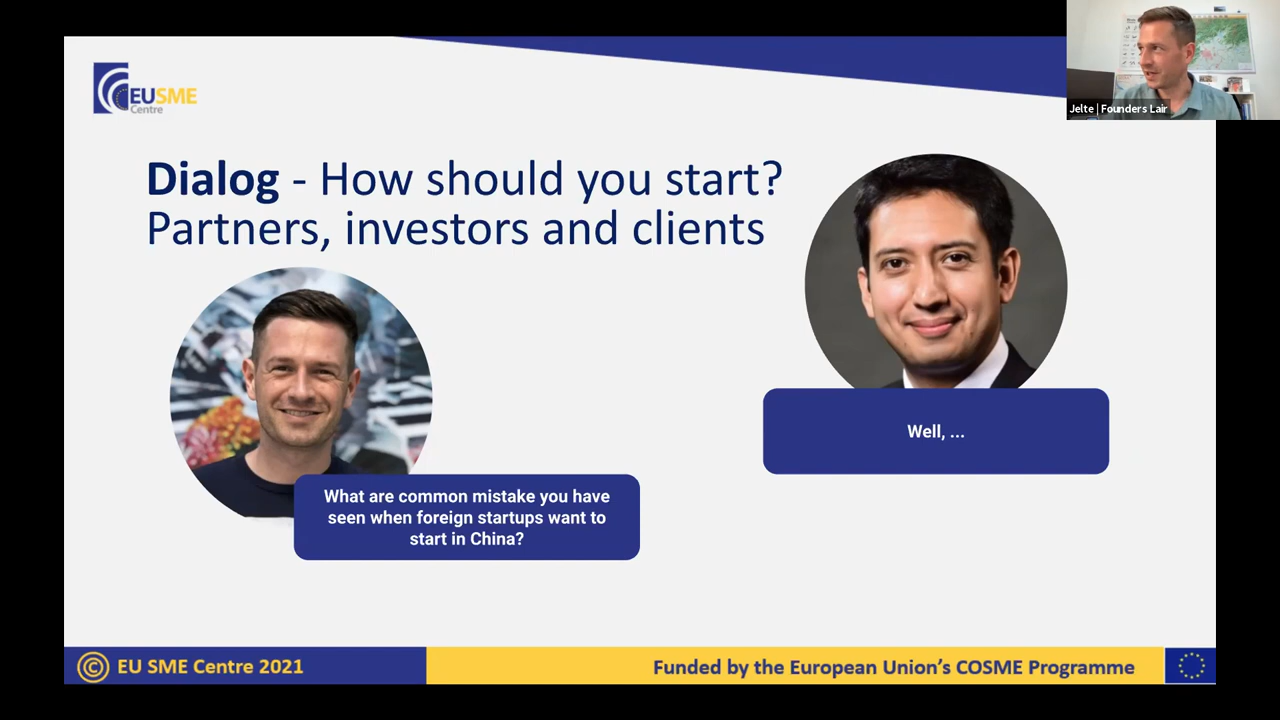 EUSME
Centre
Jelte | Founders Lair
Dialog - How should you start?
Partners, investors and clients
Well, ...
What are common mistake you have
seen when foreign startups want to
start in China?
© EU SME Centre 2021
Funded by the European Union's COSME Programme